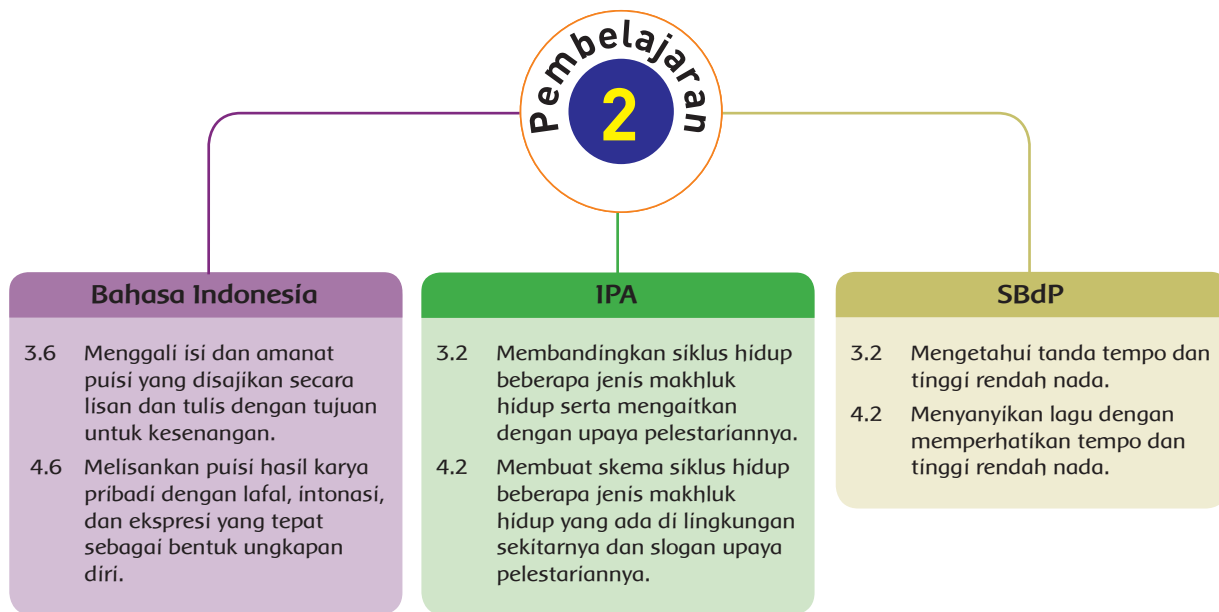 Pembelajaran
2
Bahasa Indonesia
3.6 Menggali isi dan amanat
puisi yang disajikan secara
lisan dan tulis dengan tujuan
untuk kesenangan.
4.6 Melisankan puisi hasil karya
pribadi dengan lafal, intonasi,
dan ekspresi yang tepat
sebagai bentuk ungkapan
diri.
IPA
3.2 Membandingkan siklus hidup
beberapa jenis makhluk
hidup serta mengaitkan
dengan upaya pelestariannya.
4.2 Membuat skema siklus hidup
beberapa jenis makhluk
hidup yang ada di lingkungan
sekitarnya dan slogan upaya
pelestariannya.
SBdP
3.2 Mengetahui tanda tempo dan
tinggi rendah nada.
4.2 Menyanyikan lagu dengan
memperhatikan tempo dan
tinggi rendah nada.